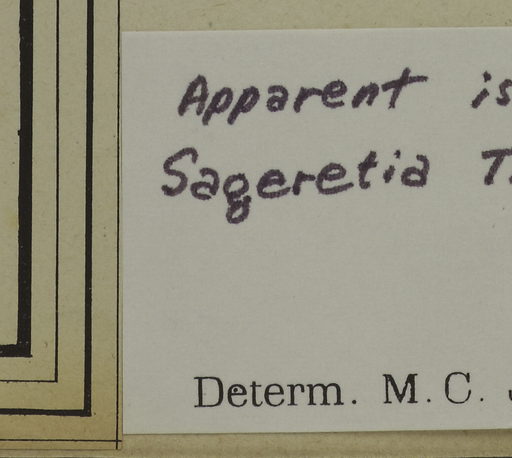 Apparent is
Sageretia T
Determ. M. C.